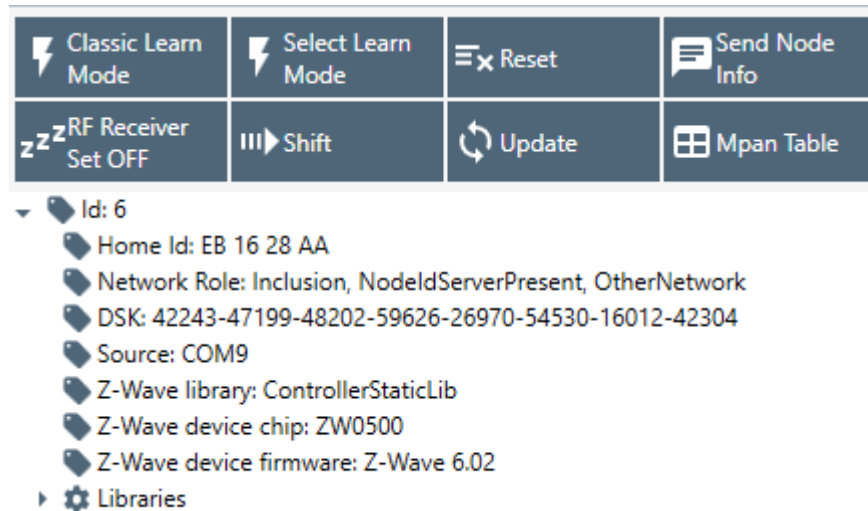 Classic Learn
Mode
Select Learn
Mode
Reset
Send Node
Info
RF Receiver
Set OFF
Shift
Update
Mpan Table
Id: 6
Home Id: EB 16 28 AA
Network Role: Inclusion, NodeIdServerPresent, OtherNetwork
DSK: 42243-47199-48202-59626-26970-54530-16012-42304
Source: COM9
Z-Wave library: ControllerStaticLib
Z-Wave device chip: ZW0500
Z-Wave device firmware: Z-Wave 6.02
Libraries